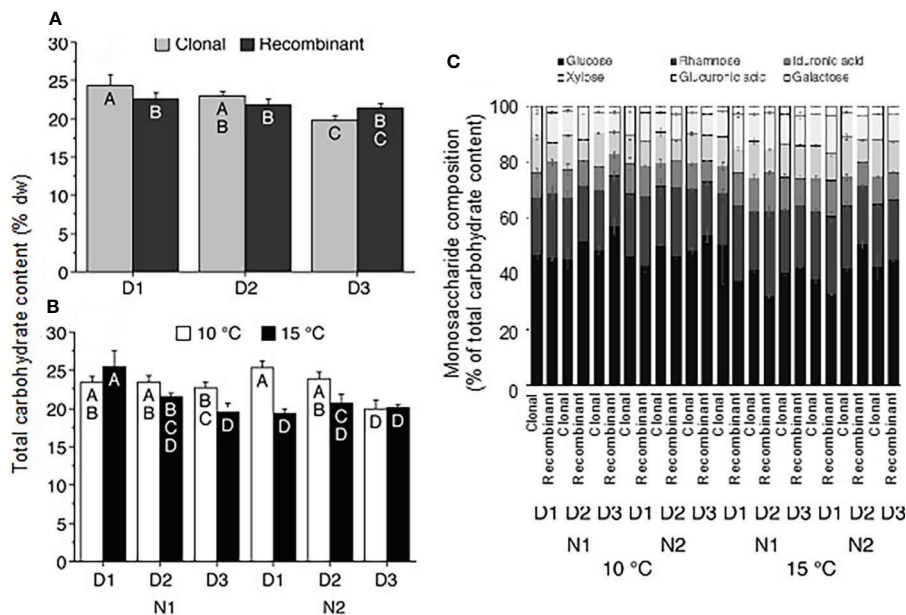 A
Clonal Recombinant
30
25
20
15
10
5
0
A B A B B C B C
D1 D2 D3
Total carbohydrate content (% dw)
B
10 °C 15 °C
30
25
20
15
10
5
0
A B A A B B C D B C D A D A B C D D D
D1 D2 D3 D1 D2 D3
N1 N2
C
Glucose Rhamnose Iduronic acid
Xylose Glucuronic acid Galactose
Monosaccharide composition
(% of total carbohydrate content)
100
80
60
40
20
0
Clonal Recombinant Clonal Recombinant Clonal Recombinant Clonal Recombinant Clonal Recombinant Clonal Recombinant Clonal Recombinant Clonal Recombinant Clonal Recombinant Clonal Recombinant Clonal Recombinant
D1 D2 D3 D1 D2 D3 D1 D2 D3 D1 D2 D3
N1 N2 N1 N2
10 °C 15 °C